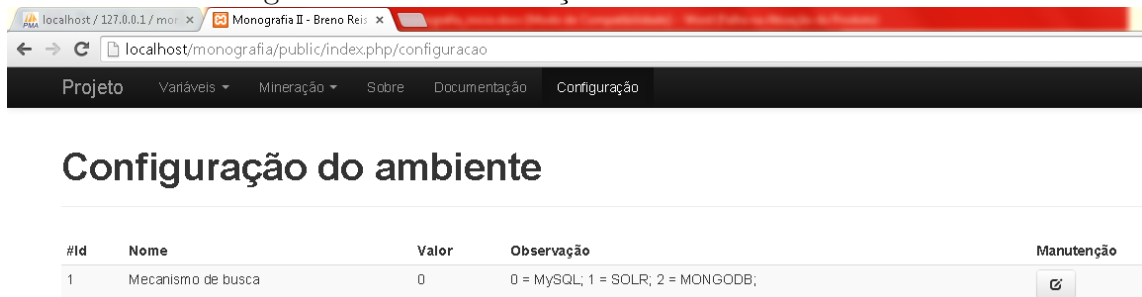 localhost / 127.0.0.1 / mon
Monografia II - Breno Reis
localhost/monografia/public/index.php/configuracao
Projeto Variáveis Mineração Sobre Documentação Configuração
Configuração do ambiente
#Id Nome Valor Observação Manutenção
1 Mecanismo de busca 0 0 = MySQL; 1 = SOLR; 2 = MONGODB;